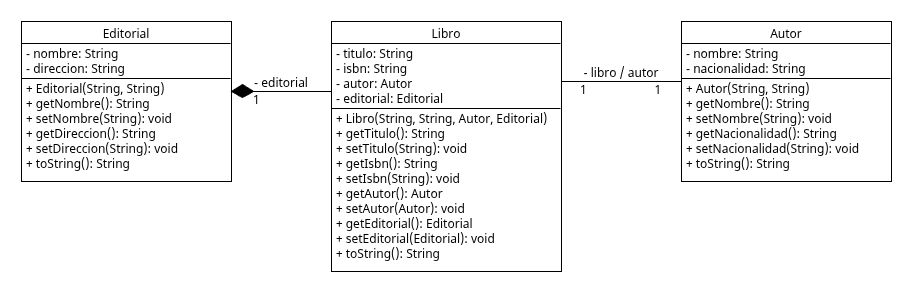 Editorial
- nombre: String
- direccion: String
+ Editorial(String, String)
+ getNombre(): String
+ setNombre(String): void
+ getDireccion(): String
+ setDireccion(String): void
+ toString(): String
- editorial
1
Libro
- titulo: String
- isbn: String
- autor: Autor
- editorial: Editorial
+ Libro(String, String, Autor, Editorial)
+ getTitulo(): String
+ setTitulo(String): void
+ getIsbn(): String
+ setIsbn(String): void
+ getAutor(): Autor
+ setAutor(Autor): void
+ getEditorial(): Editorial
+ setEditorial(Editorial): void
+ toString(): String
- libro / autor
1 1
Autor
- nombre: String
- nacionalidad: String
+ Autor(String, String)
+ getNombre(): String
+ setNombre(String): void
+ getNacionalidad(): String
+ setNacionalidad(String): void
+ toString(): String